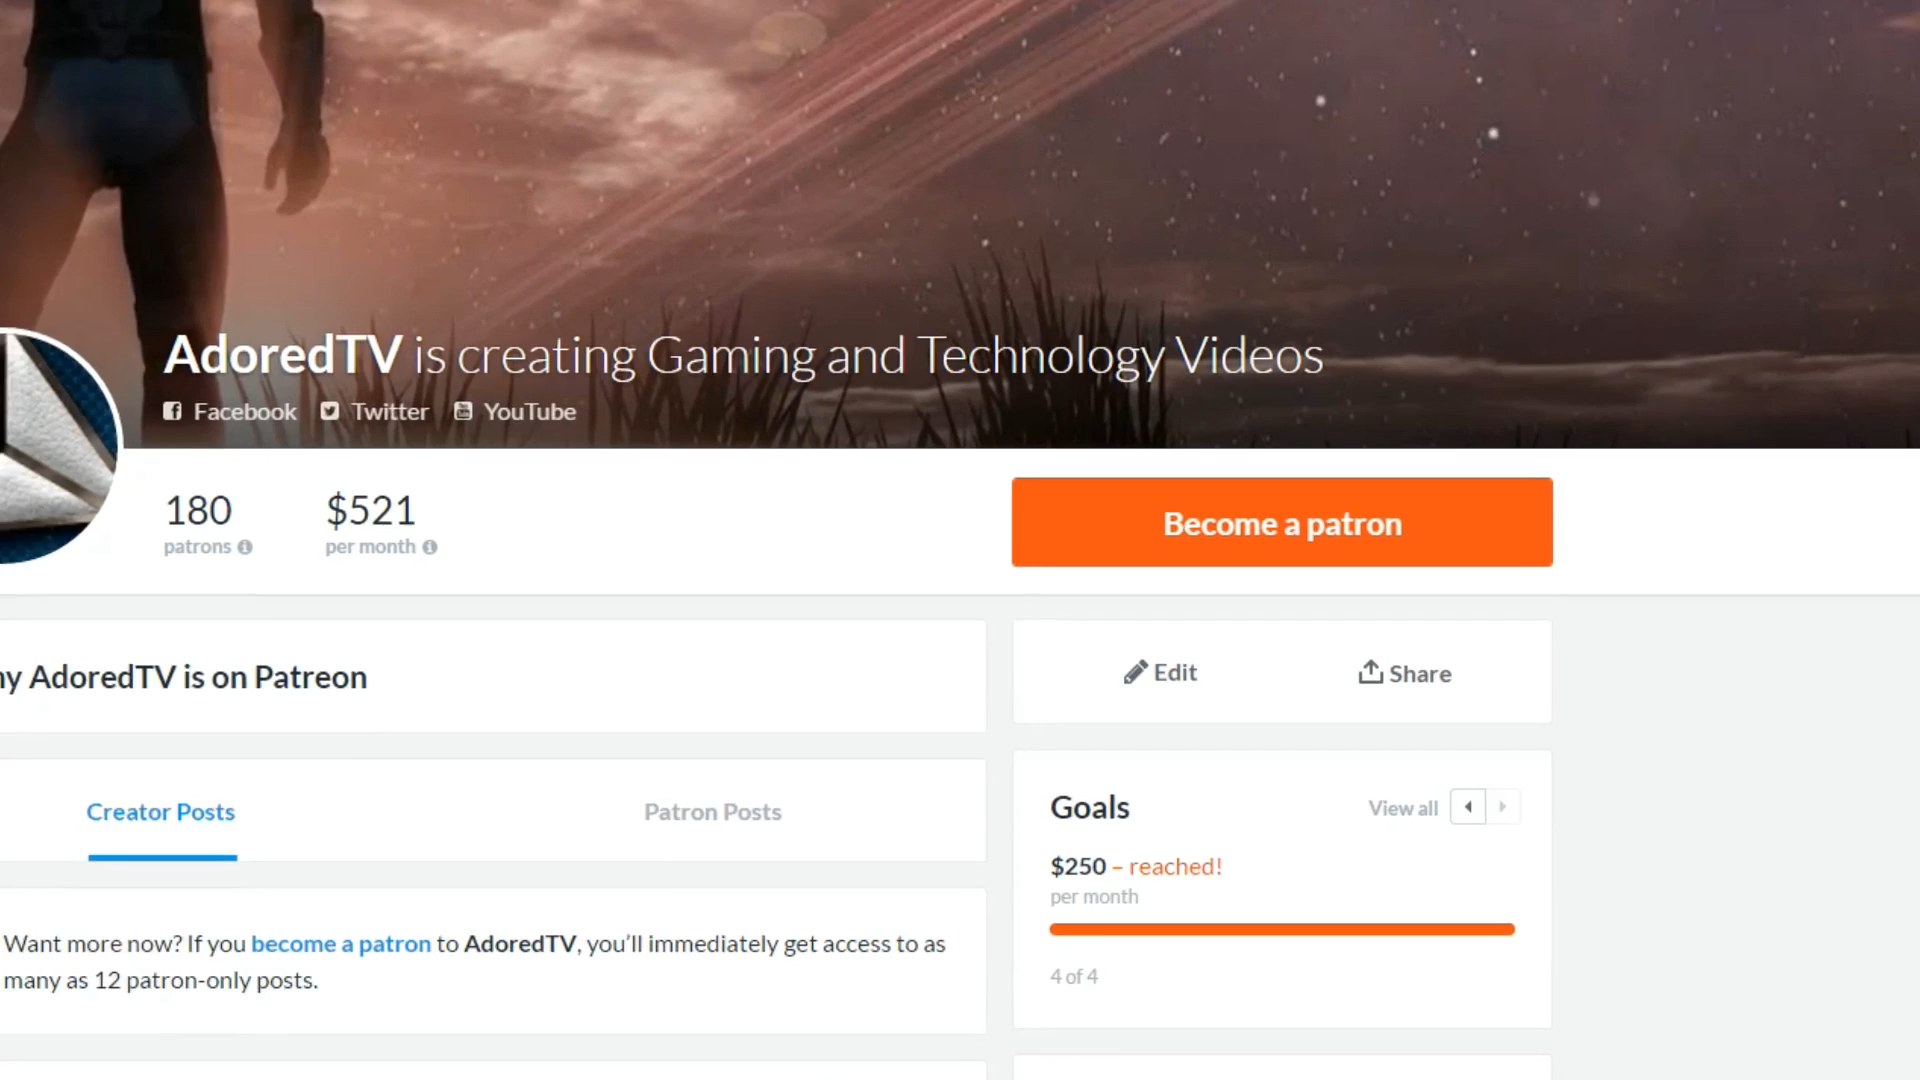 AdoredTV is creating Gaming and Technology Videos
Facebook Twitter YouTube
180 $521
patrons per month
Become a patron
AdoredTV is on Patreon
Edit Share
Creator Posts Patron Posts
Goals View all
$250 – reached!
per month
4 of 4
Want more now? If you become a patron to AdoredTV, you'll immediately get access to as
many as 12 patron-only posts.